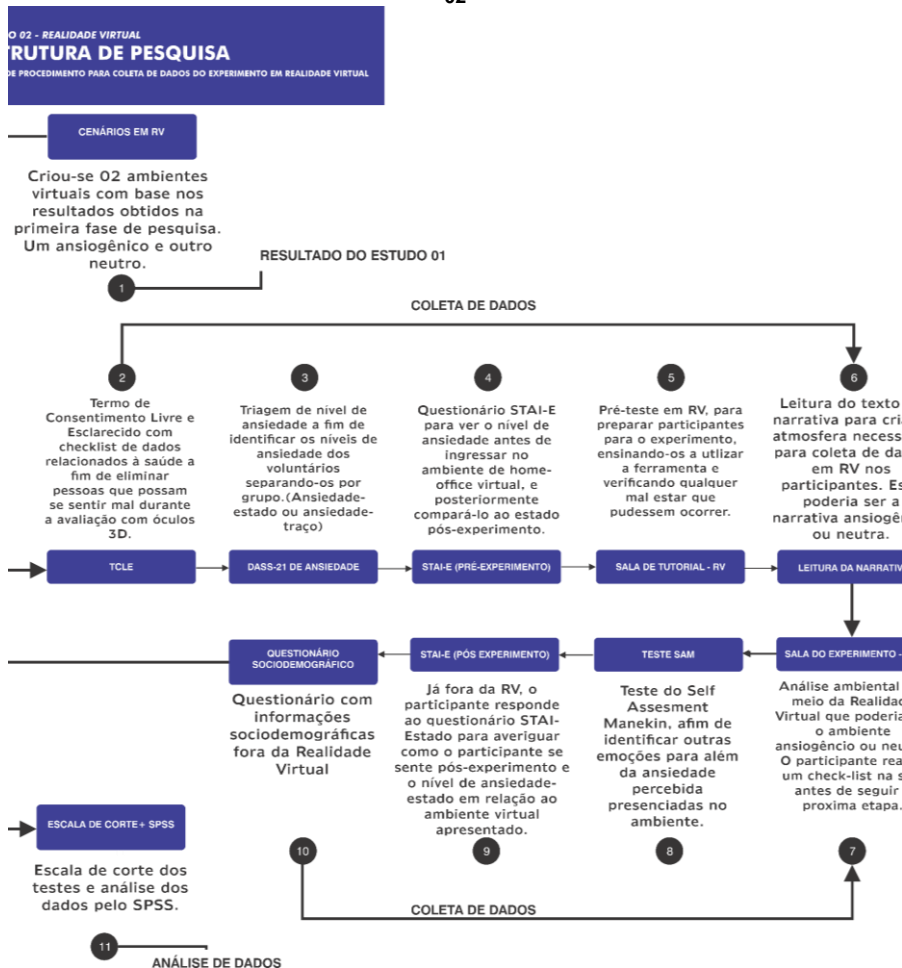 02
O 02 - REALIDADE VIRTUAL
RUTURA DE PESQUISA
DE PROCEDIMENTO PARA COLETA DE DADOS DO EXPERIMENTO EM REALIDADE VIRTUAL
CENÁRIOS EM RV
Criou-se 02 ambientes
virtuais com base nos
resultados obtidos na
primeira fase de pesquisa.
Um ansiogênico e outro
neutro.
RESULTADO DO ESTUDO 01
1
COLETA DE DADOS
2
Termo de
Consentimento Livre e
Esclarecido com
checklist de dados
relacionados à saúde a
fim de eliminar
pessoas que possam
se sentir mal durante
a avaliação com óculos
3D.
TCLE
3
Triagem de nível de
ansiedade a fim de
identificar os níveis de
ansiedade dos
voluntários
separando-os por
grupo.(Ansiedade-
estado ou ansiedade-
traço)
DASS-21 DE ANSIEDADE
4
Questionário STAI-E
para ver o nível de
ansiedade antes de
ingressar no
ambiente de home-
office virtual, e
posteriormente
compará-lo ao estado
pós-experimento.
STAI-E (PRÉ-EXPERIMENTO)
5
Pré-teste em RV, para
preparar participantes
para o experimento,
ensinando-os a utilizar
a ferramenta e
verificando qualquer
mal estar que
pudessem ocorrer.
SALA DE TUTORIAL - RV
6
Leitura do texto
narrativa para cria
atmosfera necess
para coleta de da
em RV nos
participantes. Es
poderia ser a
narrativa ansiogên
ou neutra.
LEITURA DA NARRATIV
QUESTIONÁRIO
SOCIODEMOGRÁFICO
Questionário com
informações
sociodemográficas
fora da Realidade
Virtual
10
STAI-E (PÓS EXPERIMENTO)
Já fora da RV, o
participante responde
ao questionário STAI-
Estado para averiguar
como o participante se
sente pós-experimento e
o nível de ansiedade-
estado em relação ao
ambiente virtual
apresentado.
9
TESTE SAM
Teste do Self
Assesment
Manekin, afim de
identificar outras
emoções para além
da ansiedade
percebida
presenciadas no
ambiente.
8
SALA DO EXPERIMENTO -
Análise ambiental
meio da Realidad
Virtual que poderia
o ambiente
ansiogêncio ou neu
O participante rea
um check-list na s
antes de seguir
proxima etapa.
7
COLETA DE DADOS
ESCALA DE CORTE+ SPSS
Escala de corte dos
testes e análise dos
dados pelo SPSS.
11
ANÁLISE DE DADOS